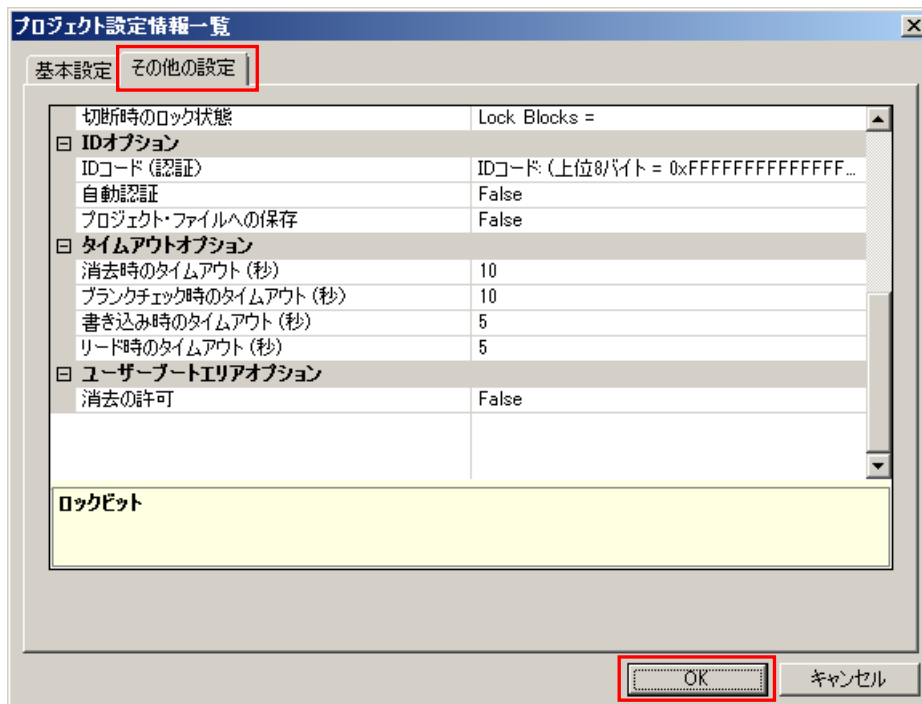 プロジェクト設定情報一覧
基本設定 その他の設定
切断時のロック状態 Lock Blocks =
IDオプション
IDコード (認証) IDコード: (上位8バイト = 0xFFFFFFFFFFFFFFF...
自動認証 False
プロジェクト・ファイルへの保存 False
タイムアウトオプション
消去時のタイムアウト (秒) 10
ブランクチェック時のタイムアウト (秒) 10
書き込み時のタイムアウト (秒) 5
リード時のタイムアウト (秒) 5
ユーザーブートエリアオプション
消去の許可 False
ロックビット
OK キャンセル